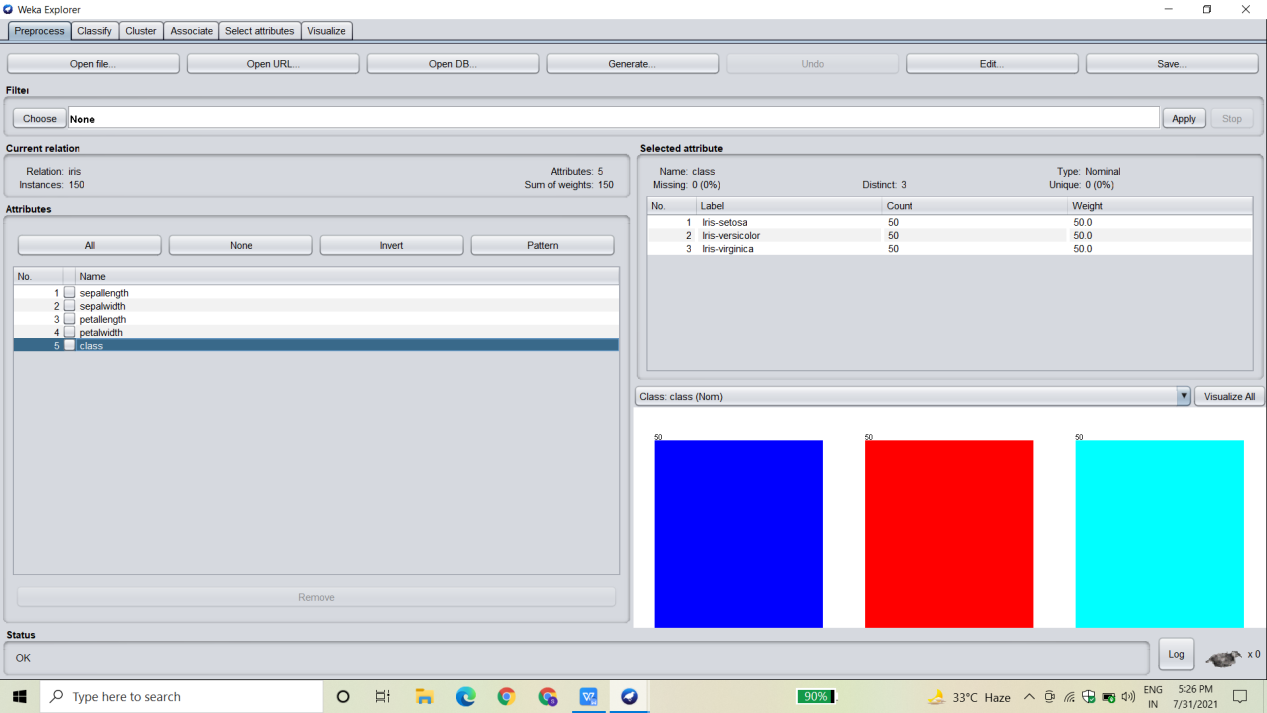 Weka Explorer
Preprocess Classify Cluster Associate Select attributes Visualize
Open file... Open URL... Open DB... Generate... Undo Edit... Save...
Filter
Choose None Apply Stop
Current relation
Relation: iris Attributes: 5
Instances: 150 Sum of weights: 150
Attributes
All None Invert Pattern
No. Name
1 sepallength
2 sepalwidth
3 petallength
4 petalwidth
5 class
Remove
Selected attribute
Name: class Type: Nominal
Missing: 0 (0%) Distinct: 3 Unique: 0 (0%)
No. Label Count Weight
1 Iris-setosa 50 50.0
2 Iris-versicolor 50 50.0
3 Iris-virginica 50 50.0
Class: class (Nom) Visualize All
50 50 50
Status
OK Log x 0
Type here to search 90% 33°C Haze ENG 5:26 PM
IN 7/31/2021